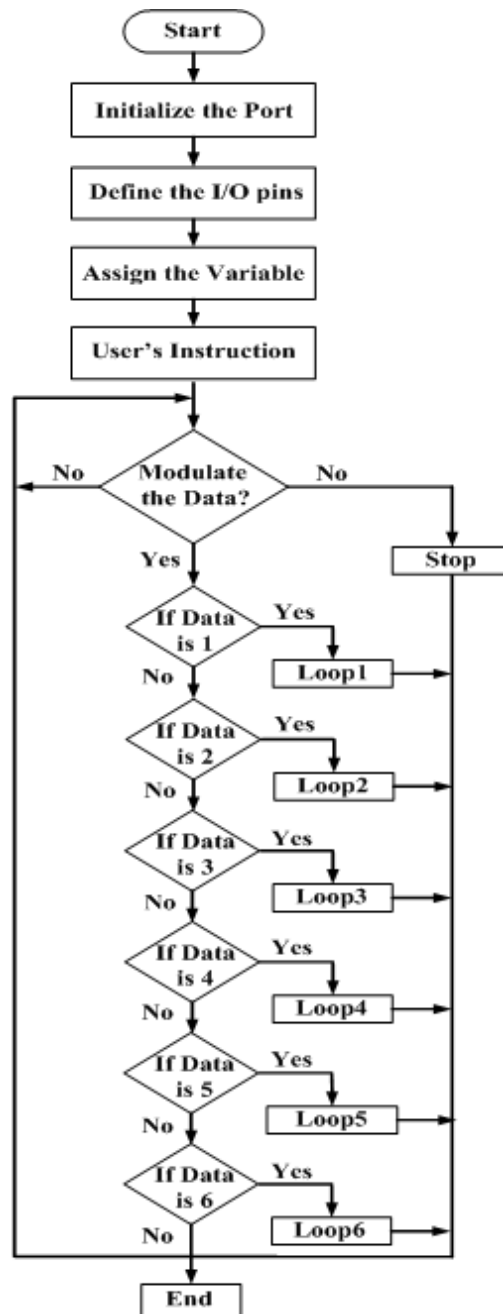 Start
Initialize the Port
Define the I/O pins
Assign the Variable
User's Instruction
No
Modulate
the Data?
No
Yes
Stop
If Data
is 1
Yes
No
Loop1
If Data
is 2
Yes
No
Loop2
If Data
is 3
Yes
No
Loop3
If Data
is 4
Yes
No
Loop4
If Data
is 5
Yes
No
Loop5
If Data
is 6
Yes
No
Loop6
End